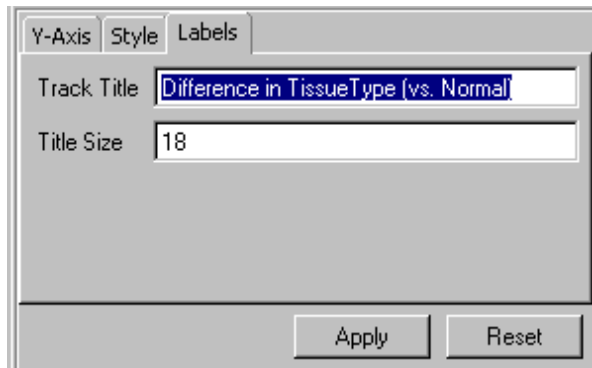 Y-Axis Style Labels
Track Title Difference in TissueType (vs. Normal)
Title Size 18
Apply Reset